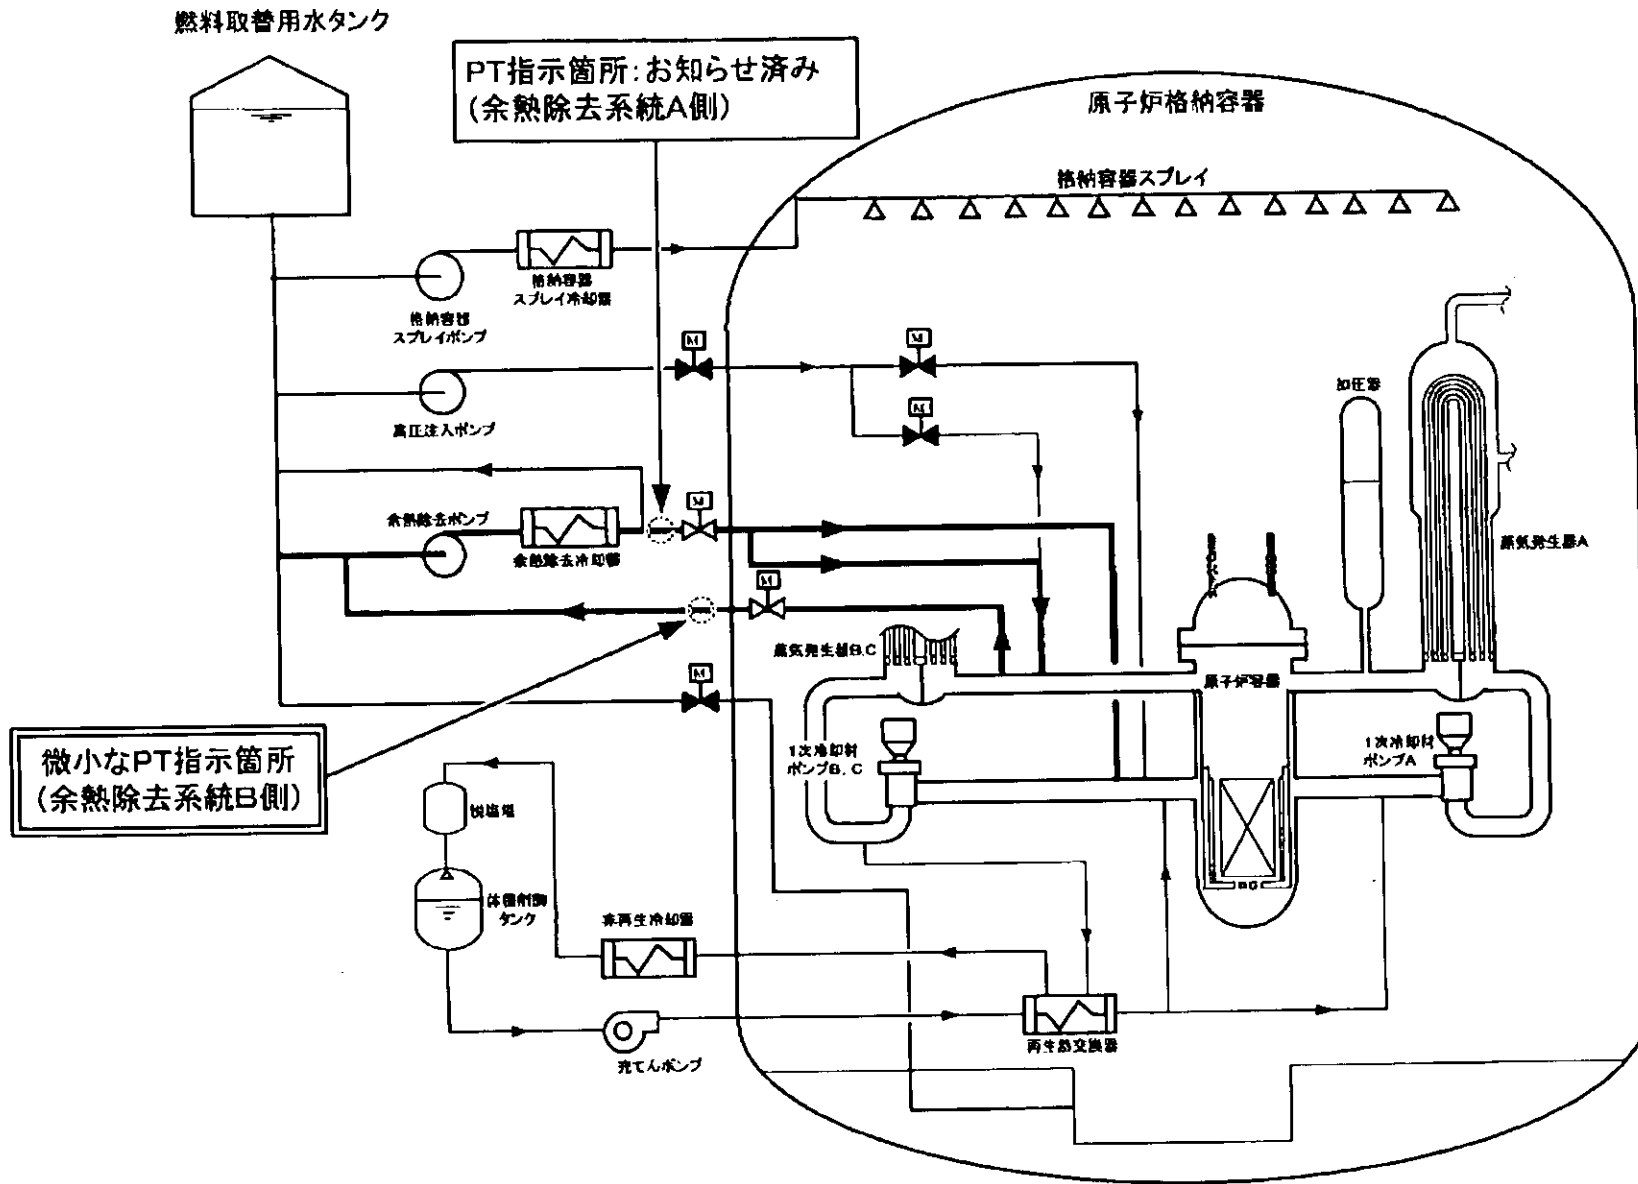 燃料取替用水タンク
PT指示箇所:お知らせ済み
(余熱除去系統A側)
原子炉格納容器
格納容器スプレイ
格納容器
スプレイ冷却器
格納容器
スプレイポンプ
M
M
加圧器
M
高圧注入ポンプ
M
余熱除去ポンプ
余熱除去冷却器
蒸気発生器A
M
蒸気発生器B,C
M
原子炉容器
微小なPT指示箇所
(余熱除去系統B側)
1次冷却材
ポンプB,C
1次冷却材
ポンプA
脱塩塔
体積制御
タンク
非再生冷却器
再生熱交換器
充てんポンプ